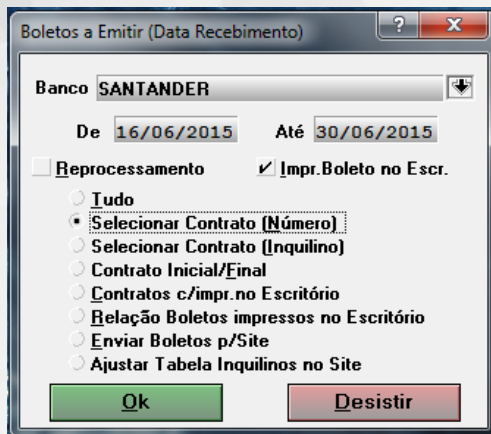 Boletos a Emitir (Data Recebimento)
Banco SANTANDER
De 16/06/2015 Até 30/06/2015
Reprocessamento Impr.Boleto no Escr.
Tudo
Selecionar Contrato (Número)
Selecionar Contrato (Inquilino)
Contrato Inicial/Final
Contratos c/impr.no Escritório
Relação Boletos impressos no Escritório
Enviar Boletos p/Site
Ajustar Tabela Inquilinos no Site
Ok Desistir